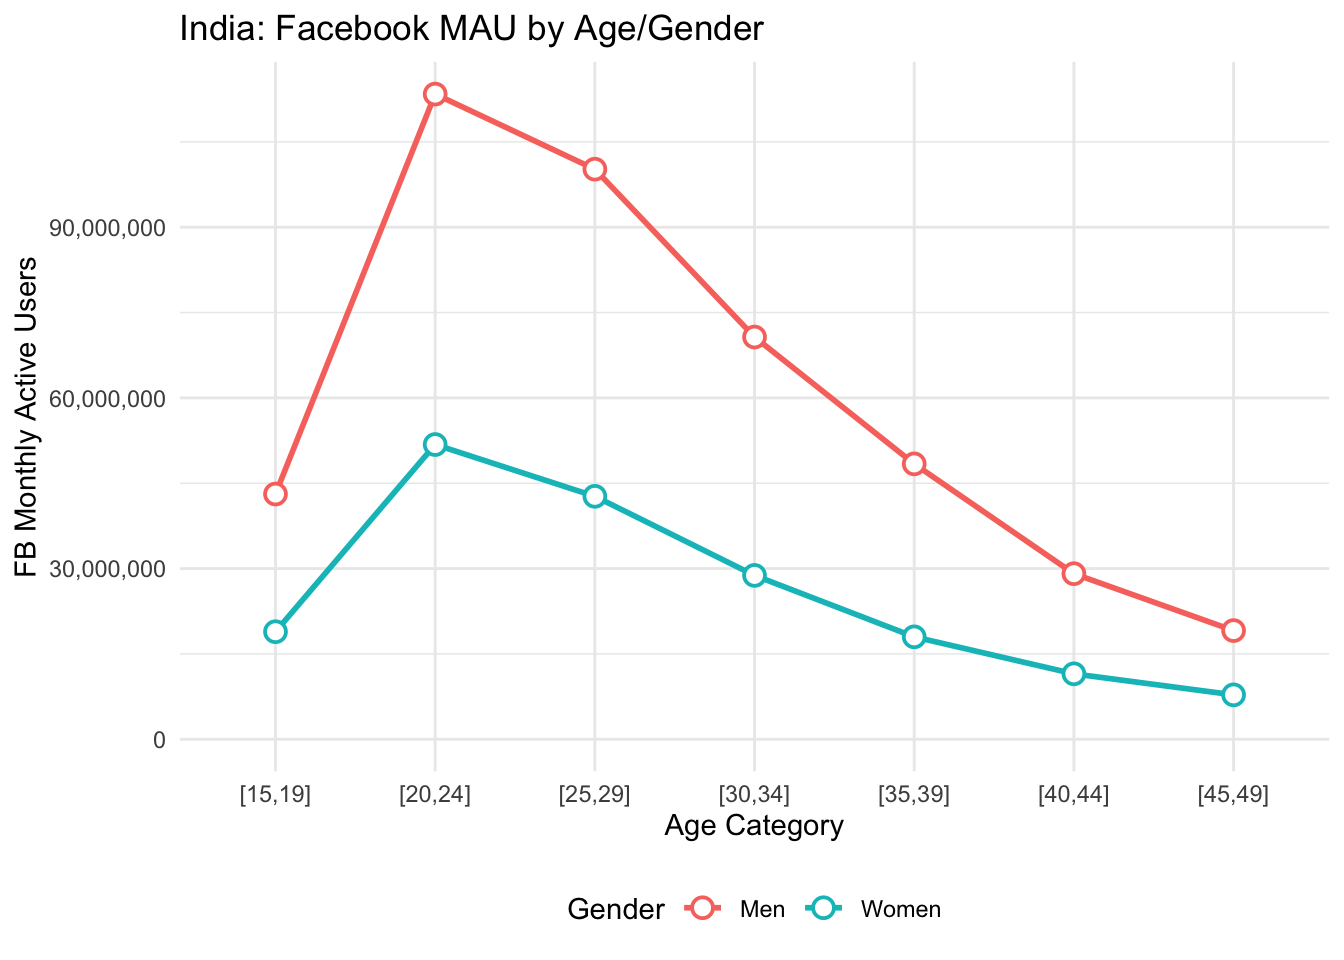 India: Facebook MAU by Age/Gender
FB Monthly Active Users
90,000,000
60,000,000
30,000,000
0
[15,19] [20,24] [25,29] [30,34] [35,39] [40,44] [45,49]
Age Category
Gender Men Women